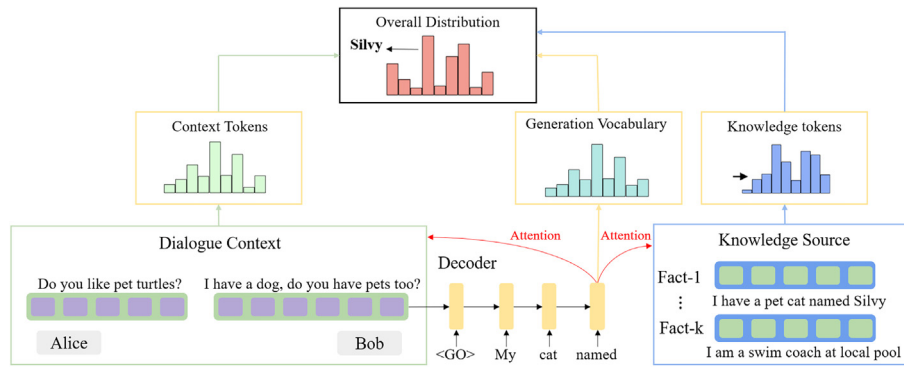 Overall Distribution
Silvy
Context Tokens
Generation Vocabulary
Knowledge tokens
Dialogue Context
Attention
Attention
Knowledge Source
Decoder
Do you like pet turtles?
I have a dog, do you have pets too?
Fact-1
I have a pet cat named Silvy
⋮
Fact-k
I am a swim coach at local pool
Alice
Bob
<GO>
My
cat
named